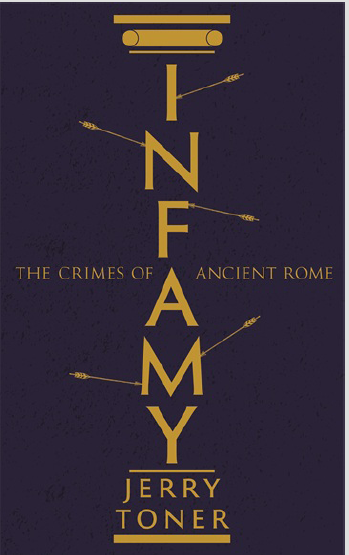 INFAMY
THE CRIMES OF ANCIENT ROME
JERRY
TONER